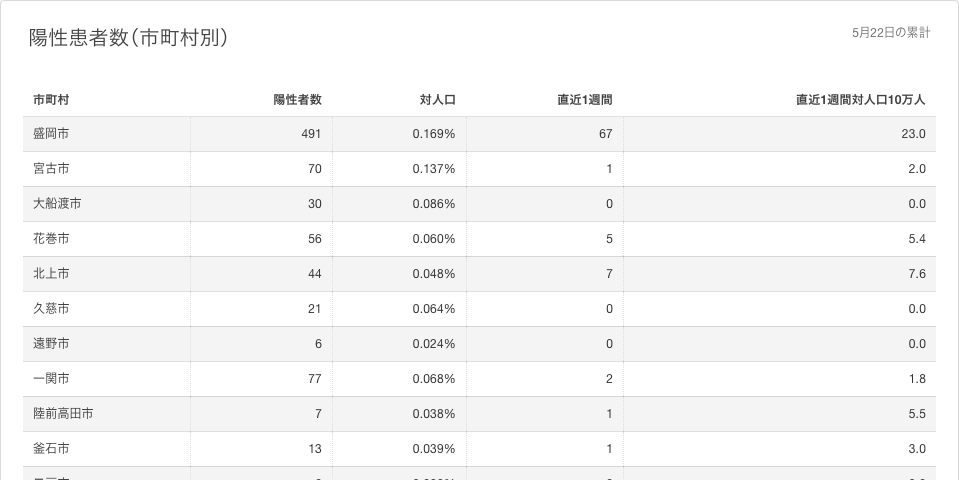 陽性患者数(市町村別)
5月22日の累計
市町村 陽性者数 対人口 直近1週間 直近1週間対人口10万人
盛岡市 491 0.169% 67 23.0
宮古市 70 0.137% 1 2.0
大船渡市 30 0.086% 0 0.0
花巻市 56 0.060% 5 5.4
北上市 44 0.048% 7 7.6
久慈市 21 0.064% 0 0.0
遠野市 6 0.024% 0 0.0
一関市 77 0.068% 2 1.8
陸前高田市 7 0.038% 1 5.5
釜石市 13 0.039% 1 3.0